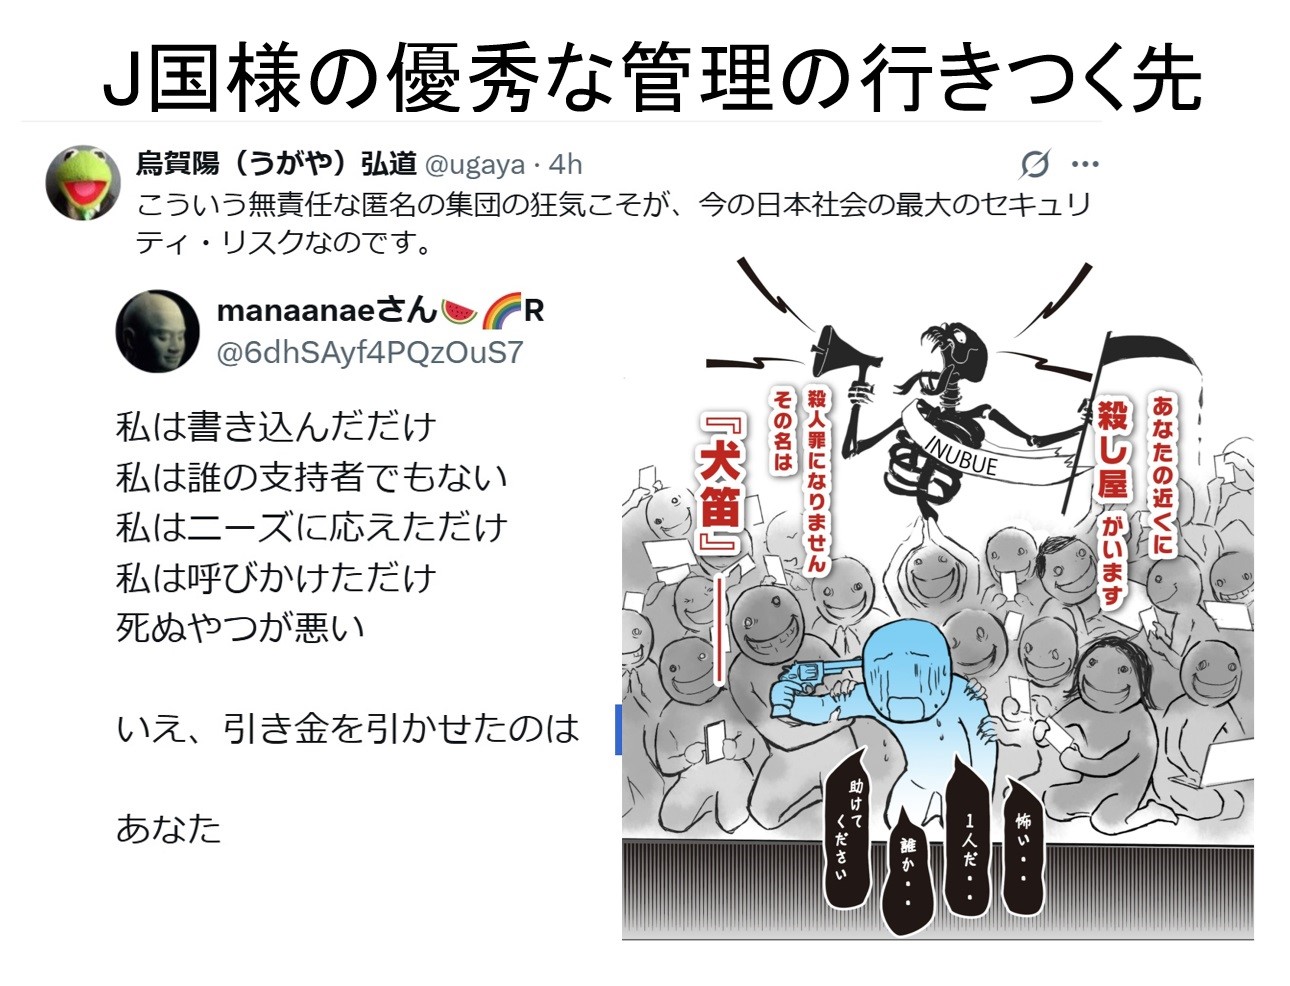 J国様の優秀な管理の行きつく先
烏賀陽（うがや）弘道 @ugaya · 4h
こういう無責任な匿名の集団の狂気こそが、今の日本社会の最大のセキュリ
ティ・リスクなのです。
manaanaeさん🍉🌈R
@6dhSAyf4PQzOuS7
私は書き込んだだけ
私は誰の支持者でもない
私はニーズに応えただけ
私は呼びかけただけ
死ぬやつが悪い
いえ、引き金を引かせたのは
あなた
あなたの近くに
殺し屋がいます
INUBUE
殺人罪になりません
その名は
『犬笛』――
怖い・・
1人だ・・
誰か・・
助けて
ください